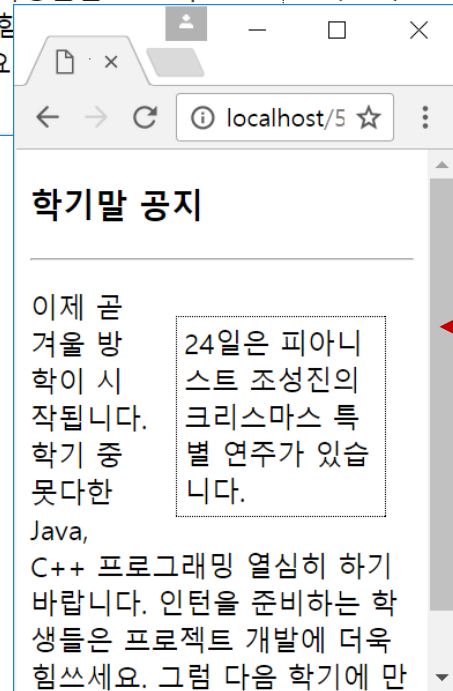 localhost/5
학기말 공지
이제 곧
겨울 방
학이 시
작됩니다.
학기 중
못다한
Java,
24일은 피아니
스트 조성진의
크리스마스 특
별 연주가 있습
니다.
C++ 프로그래밍 열심히 하기
바랍니다. 인턴을 준비하는 학
생들은 프로젝트 개발에 더욱
힘쓰세요. 그럼 다음 학기에 만